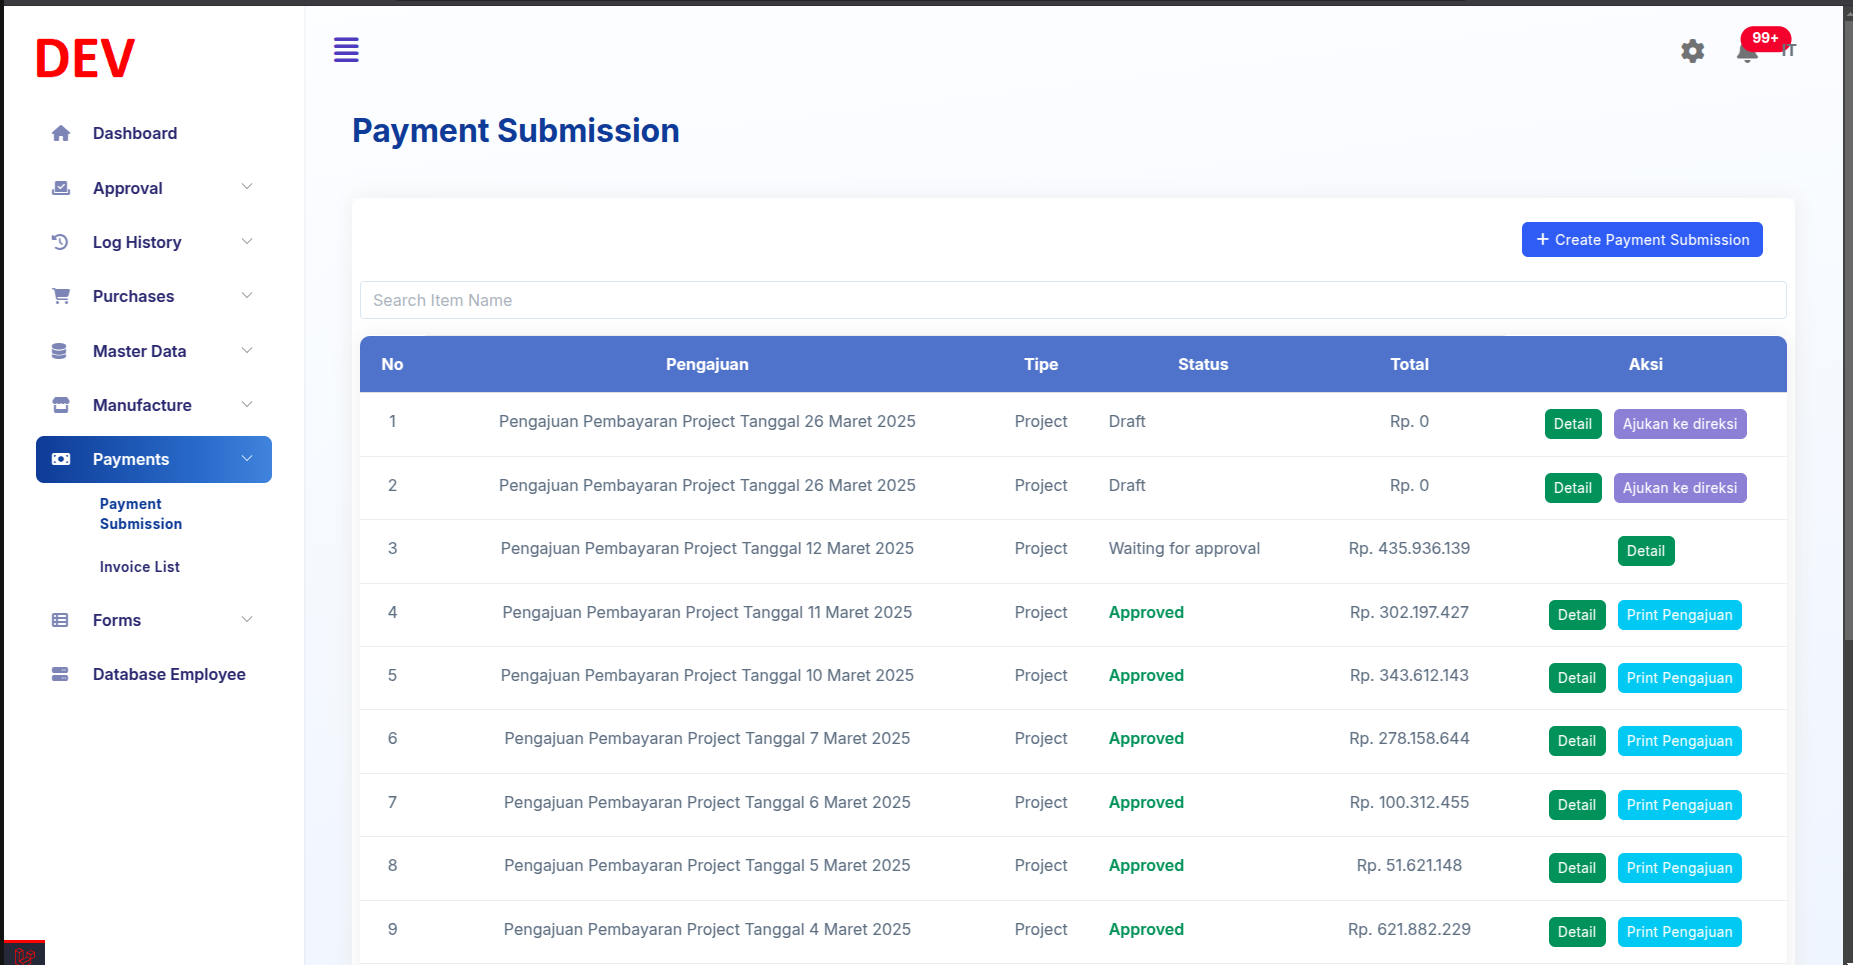 DEV
99+
IT
Dashboard
Approval
Log History
Purchases
Master Data
Manufacture
Payments
Payment
Submission
Invoice List
Forms
Database Employee
Payment Submission
+ Create Payment Submission
Search Item Name
No Pengajuan Tipe Status Total Aksi
1 Pengajuan Pembayaran Project Tanggal 26 Maret 2025 Project Draft Rp. 0 Detail Ajukan ke direksi
2 Pengajuan Pembayaran Project Tanggal 26 Maret 2025 Project Draft Rp. 0 Detail Ajukan ke direksi
3 Pengajuan Pembayaran Project Tanggal 12 Maret 2025 Project Waiting for approval Rp. 435.936.139 Detail
4 Pengajuan Pembayaran Project Tanggal 11 Maret 2025 Project Approved Rp. 302.197.427 Detail Print Pengajuan
5 Pengajuan Pembayaran Project Tanggal 10 Maret 2025 Project Approved Rp. 343.612.143 Detail Print Pengajuan
6 Pengajuan Pembayaran Project Tanggal 7 Maret 2025 Project Approved Rp. 278.158.644 Detail Print Pengajuan
7 Pengajuan Pembayaran Project Tanggal 6 Maret 2025 Project Approved Rp. 100.312.455 Detail Print Pengajuan
8 Pengajuan Pembayaran Project Tanggal 5 Maret 2025 Project Approved Rp. 51.621.148 Detail Print Pengajuan
9 Pengajuan Pembayaran Project Tanggal 4 Maret 2025 Project Approved Rp. 621.882.229 Detail Print Pengajuan